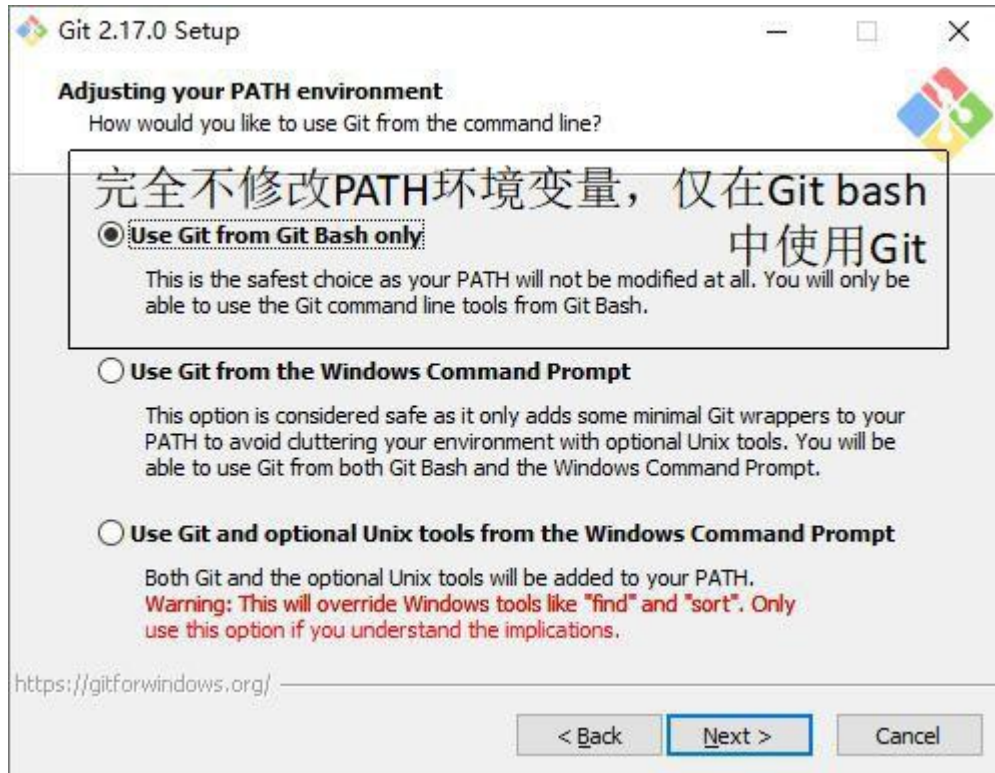 Git 2.17.0 Setup
Adjusting your PATH environment
How would you like to use Git from the command line?
完全不修改PATH环境变量，仅在Git bash
中使用Git
Use Git from Git Bash only
This is the safest choice as your PATH will not be modified at all. You will only be
able to use the Git command line tools from Git Bash.
Use Git from the Windows Command Prompt
This option is considered safe as it only adds some minimal Git wrappers to your
PATH to avoid cluttering your environment with optional Unix tools. You will be
able to use Git from both Git Bash and the Windows Command Prompt.
Use Git and optional Unix tools from the Windows Command Prompt
Both Git and the optional Unix tools will be added to your PATH.
Warning: This will override Windows tools like "find" and "sort". Only
use this option if you understand the implications.
https://gitforwindows.org/
< Back
Next >
Cancel